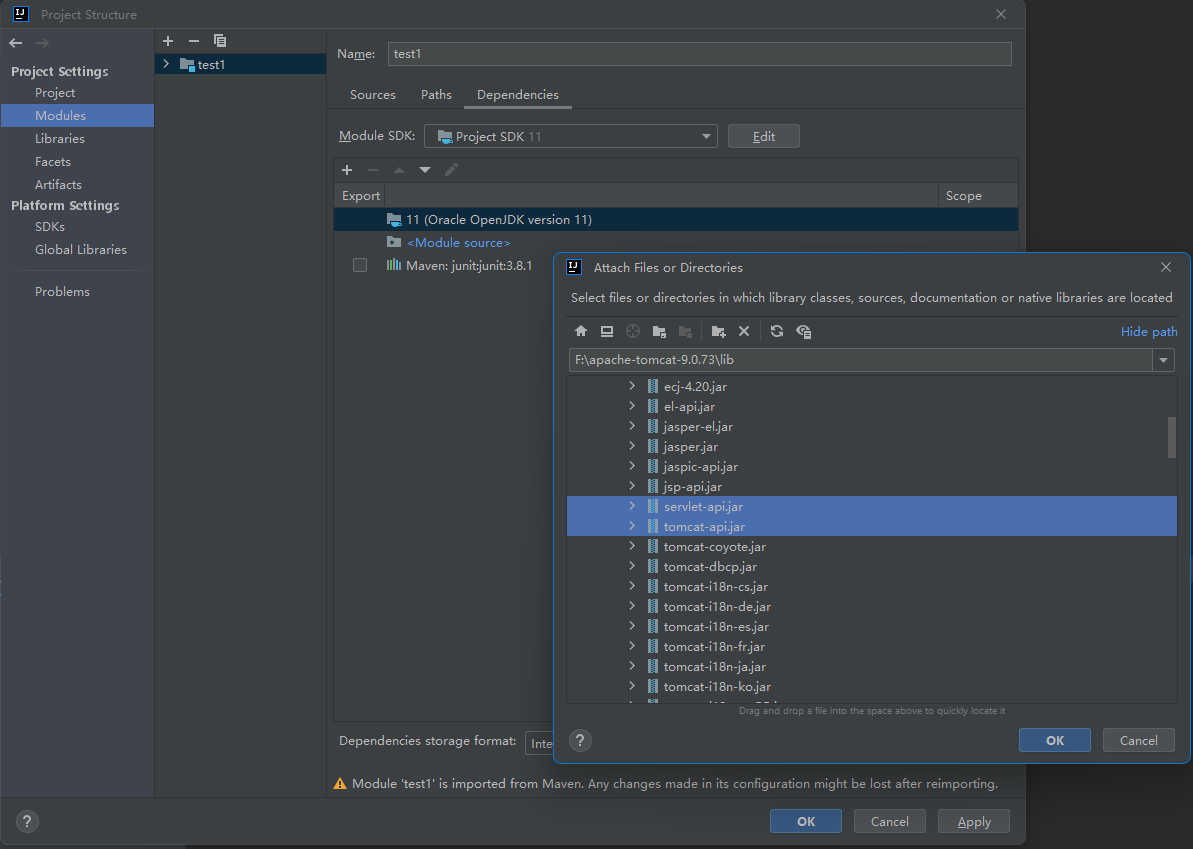 Project Structure
Project Settings
Project
Modules
Libraries
Facets
Artifacts
Platform Settings
SDKs
Global Libraries
Problems
test1
Name: test1
Sources Paths Dependencies
Module SDK: Project SDK 11 Edit
Export Scope
11 (Oracle OpenJDK version 11)
<Module source>
Maven: junit:junit:3.8.1
Dependencies storage format: Inte
Module 'test1' is imported from Maven. Any changes made in its configuration might be lost after reimporting.
? OK Cancel Apply
Attach Files or Directories
Select files or directories in which library classes, sources, documentation or native libraries are located
Hide path
F:\apache-tomcat-9.0.73\lib
ecj-4.20.jar
el-api.jar
jasper-el.jar
jasper.jar
jaspic-api.jar
jsp-api.jar
servlet-api.jar
tomcat-api.jar
tomcat-coyote.jar
tomcat-dbcp.jar
tomcat-i18n-cs.jar
tomcat-i18n-de.jar
tomcat-i18n-es.jar
tomcat-i18n-fr.jar
tomcat-i18n-ja.jar
tomcat-i18n-ko.jar
Drag and drop a file into the space above to quickly locate it
? OK Cancel